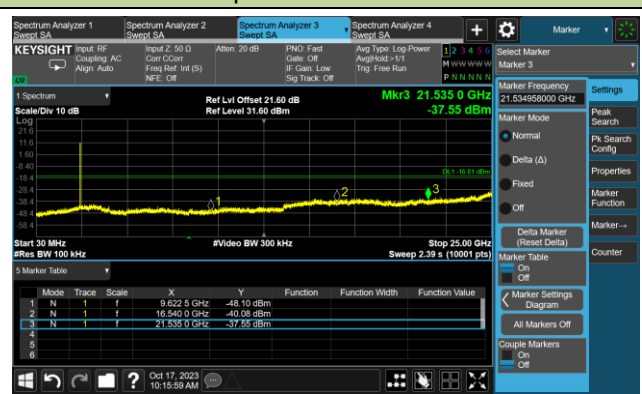 Spectrum Analyzer 1
Swept SA
Spectrum Analyzer 2
Swept SA
Spectrum Analyzer 3
Swept SA
Spectrum Analyzer 4
Swept SA
+
Marker
KEYSIGHT
Input: RF
Coupling: AC
Align: Auto
Input Z: 50 Ω
Corr CCorr
Freq Ref: Int (S)
NFE: Off
Atten: 20 dB
PNO: Fast
Gate: Off
IF Gain: Low
Sig Track: Off
Avg Type: Log-Power
Avg|Hold:>1/1
Trig: Free Run
1 2 3 4 5 6
M W W W W W
P N N N N N
Select Marker
Marker 3
1 Spectrum
Ref Lvl Offset 21.60 dB
Mkr3 21.535 0 GHz
Scale/Div 10 dB
Ref Level 31.60 dBm
-37.55 dBm
Log
21.6
11.6
1.60
-8.40
-18.4
-28.4
-38.4
-48.4
-58.4
DL1 -16.81 dBm
1
2
3
Start 30 MHz
#Video BW 300 kHz
Stop 25.00 GHz
#Res BW 100 kHz
Sweep 2.39 s (10001 pts)
5 Marker Table
Mode Trace Scale X Y Function Function Width Function Value
1 N 1 f 9.622 5 GHz -48.10 dBm
2 N 1 f 16.540 0 GHz -40.08 dBm
3 N 1 f 21.535 0 GHz -37.55 dBm
4
5
6
Marker Frequency
21.534958000 GHz
Marker Mode
Normal
Delta (Δ)
Fixed
Off
Delta Marker
(Reset Delta)
Marker Table
On
Off
Marker Settings
Diagram
All Markers Off
Couple Markers
On
Off
Settings
Peak
Search
Pk Search
Config
Properties
Marker
Function
Marker→
Counter
?
Oct 17, 2023
10:15:59 AM